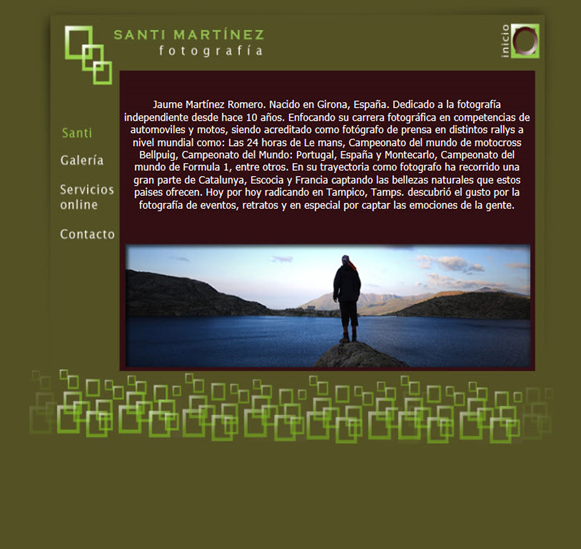 SANTI MARTÍNEZ
fotografía
inicio
Santi
Galería
Servicios
online
Contacto
Jaume Martínez Romero. Nacido en Girona, España. Dedicado a la fotografía
independiente desde hace 10 años. Enfocando su carrera fotográfica en competencias de
automoviles y motos, siendo acreditado como fotógrafo de prensa en distintos rallys a
nivel mundial como: Las 24 horas de Le mans, Campeonato del mundo de motocross
Bellpuig, Campeonato del Mundo: Portugal, España y Montecarlo, Campeonato del
mundo de Formula 1, entre otros. En su trayectoria como fotografo ha recorrido una
gran parte de Catalunya, Escocia y Francia captando las bellezas naturales que estos
paises ofrecen. Hoy por hoy radicando en Tampico, Tamps. descubrió el gusto por la
fotografía de eventos, retratos y en especial por captar las emociones de la gente.